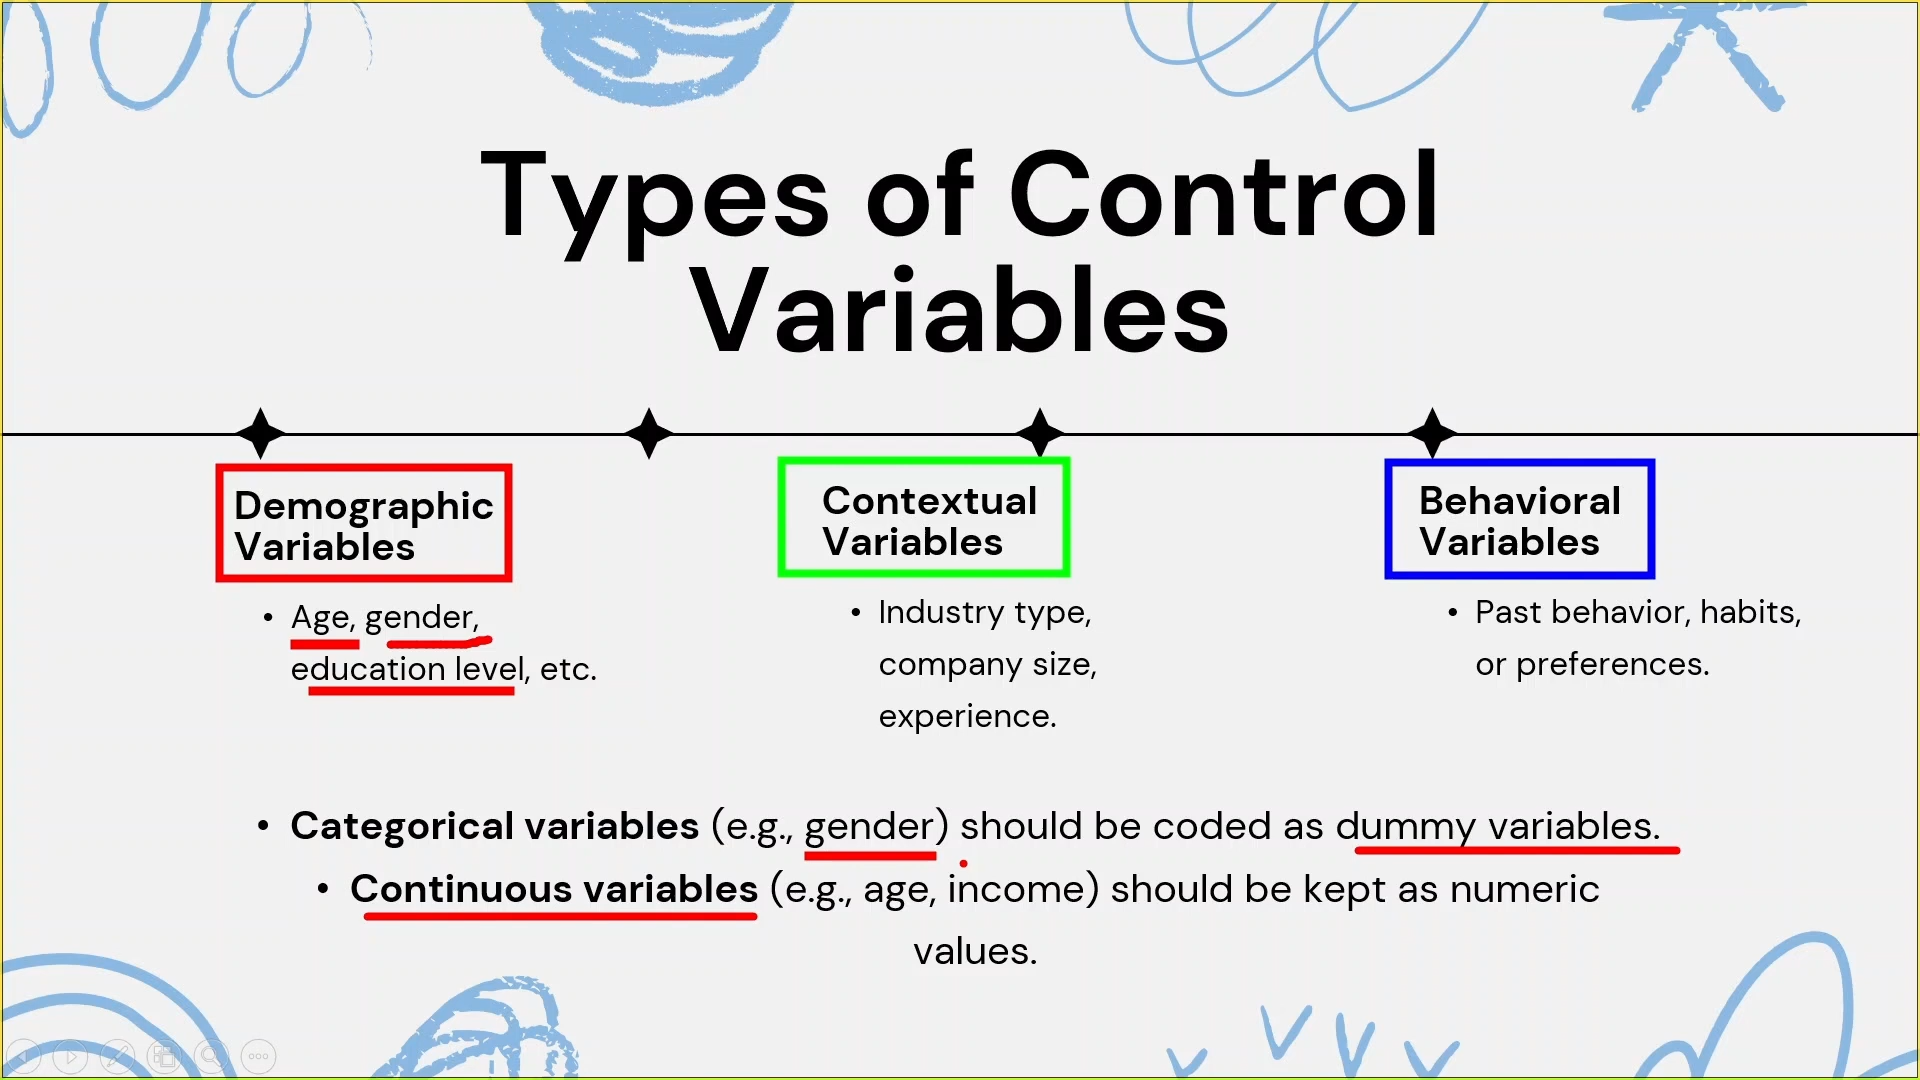 Types of Control
Variables
Demographic
Variables
• Age, gender,
education level, etc.
Contextual
Variables
• Industry type,
company size,
experience.
Behavioral
Variables
• Past behavior, habits,
or preferences.
• Categorical variables (e.g., gender) should be coded as dummy variables.
• Continuous variables (e.g., age, income) should be kept as numeric
values.